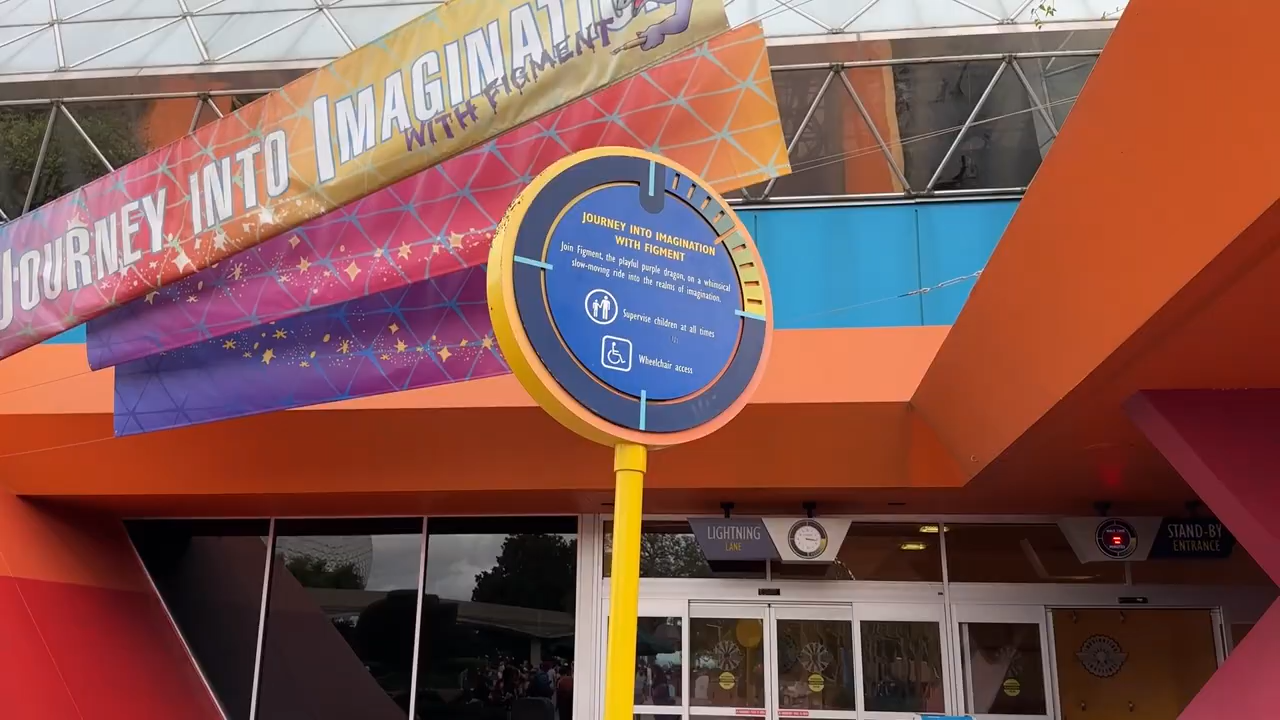 JOURNEY INTO IMAGINATI
WITH FIGMENT
JOURNEY INTO IMAGINATION
WITH FIGMENT
Join Figment, the playful purple dragon, on a whimsical
slow-moving ride into the realms of imagination.
Supervise children at all times
Wheelchair access
LIGHTNING
LANE
STAND-BY
ENTRANCE